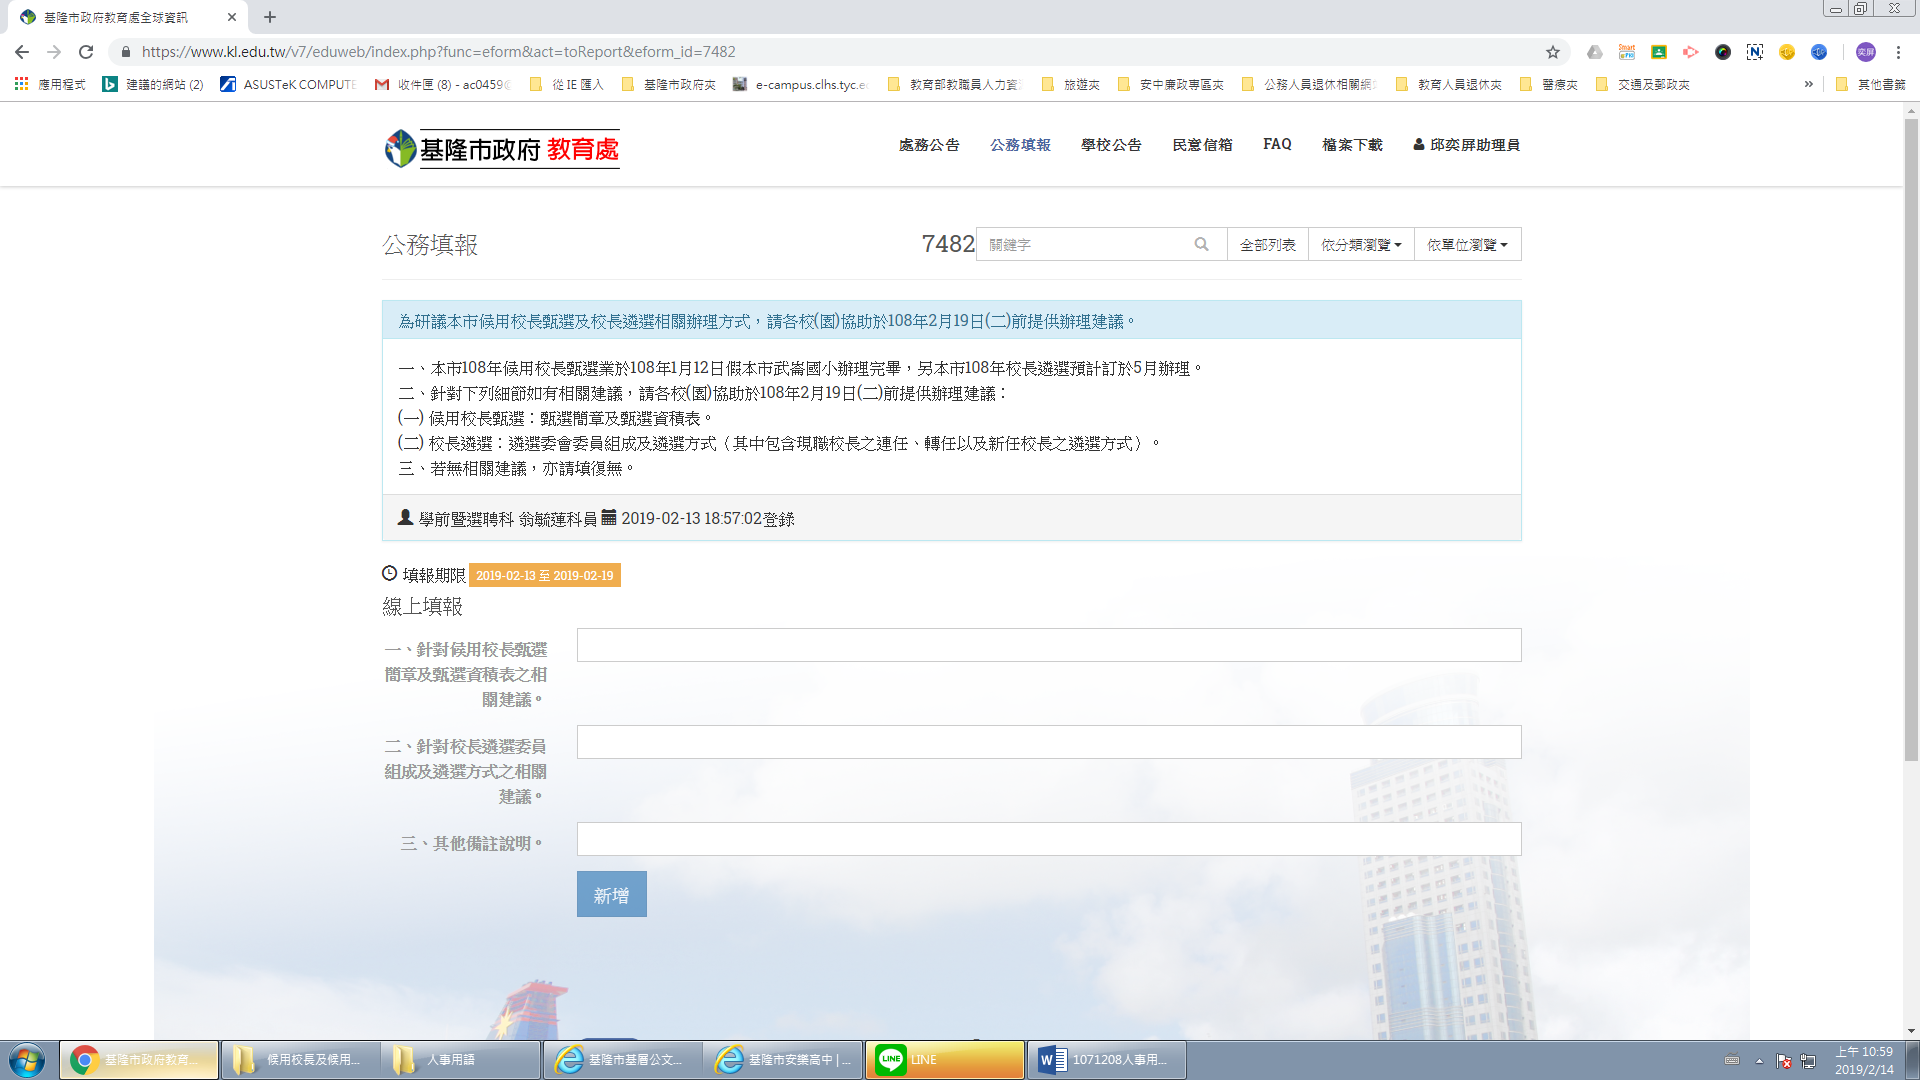 基隆市政府教育處全球資訊
https://www.kl.edu.tw/v7/eduweb/index.php?func=eform&act=toReport&eform_id=7482
應用程式 建議的網站 (2) ASUSTeK COMPUTE 收件匣 (8) - ac0459@ 從 IE 匯入 基隆市政府夾 e-campus.clhs.tyc.e 教育部教職員人力資 旅遊夾 安中廉政專區夾 公務人員退休相關網 教育人員退休夾 醫療夾 交通及郵政夾 » 其他書籤
基隆市政府 教育處
處務公告 公務填報 學校公告 民意信箱 FAQ 檔案下載 邱奕屏助理員
公務填報 7482 關鍵字 全部列表 依分類瀏覽 依單位瀏覽
為研議本市候用校長甄選及校長遴選相關辦理方式，請各校(園)協助於108年2月19日(二)前提供辦理建議。
一、本市108年候用校長甄選業於108年1月12日假本市武崙國小辦理完畢，另本市108年校長遴選預計訂於5月辦理。
二、針對下列細節如有相關建議，請各校(園)協助於108年2月19日(二)前提供辦理建議：
(一) 候用校長甄選：甄選簡章及甄選資積表。
(二) 校長遴選：遴選委會委員組成及遴選方式（其中包含現職校長之連任、轉任以及新任校長之遴選方式）。
三、若無相關建議，亦請填復無。
學前暨選聘科 翁毓蓮科員 2019-02-13 18:57:02登錄
填報期限 2019-02-13 至 2019-02-19
線上填報
一、針對候用校長甄選
簡章及甄選資積表之相
關建議。
二、針對校長遴選委員
組成及遴選方式之相關
建議。
三、其他備註說明。
新增
基隆市政府教育... 候用校長及候用... 人事用語 基隆市基層公文... 基隆市安樂高中 | ... LINE 1071208人事用...
上午 10:59
2019/2/14